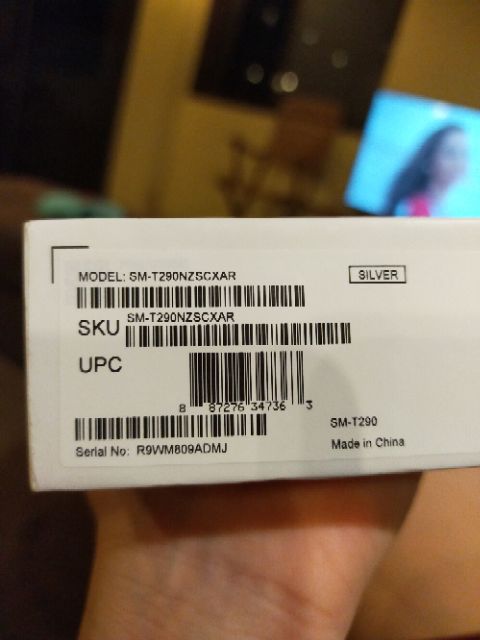 MODEL: SM-T290NZSCXAR
SILVER
SKU SM-T290NZSCXAR
UPC
8 87276 34736 3
SM-T290
Serial No: R9WM809ADMJ
Made in China